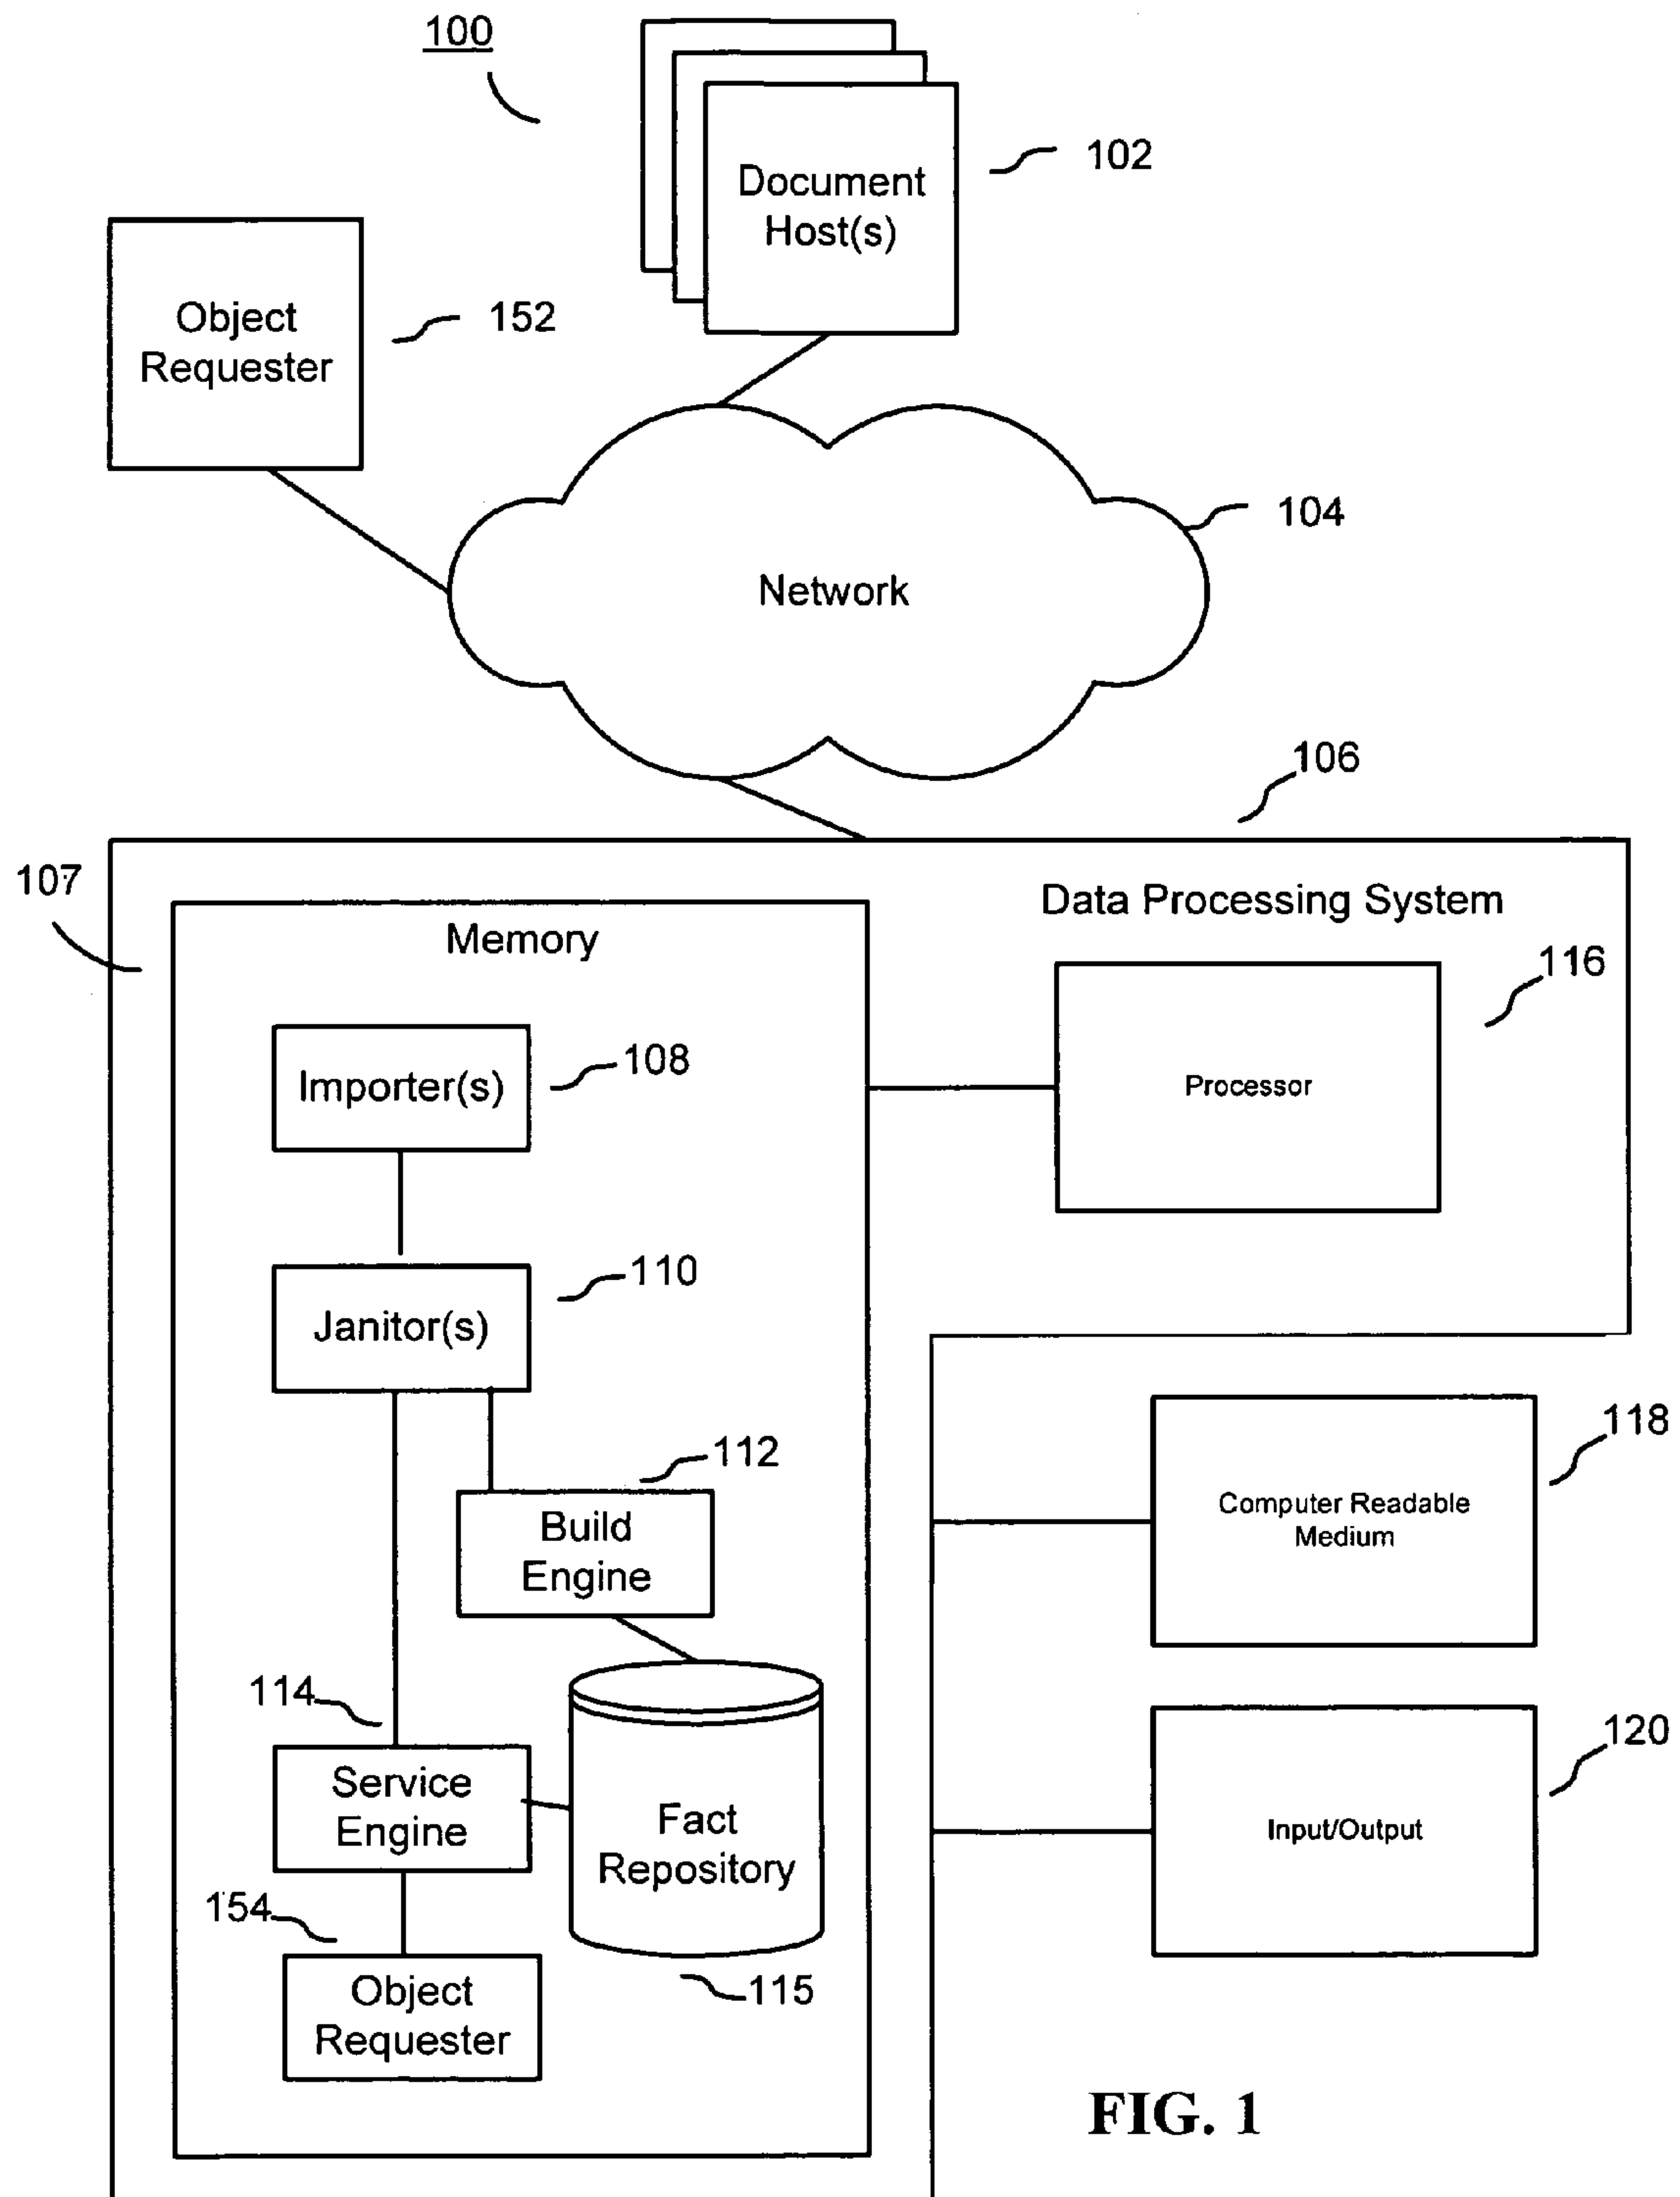 100
Document
Host(s)
102
Object
Requester
152
104
Network
106
107
Data Processing System
Memory
116
Processor
108
Importer(s)
110
Janitor(s)
118
Computer Readable
Medium
112
Build
Engine
114
Service
Engine
Fact
Repository
120
Input/Output
154
Object
Requester
115
FIG. 1